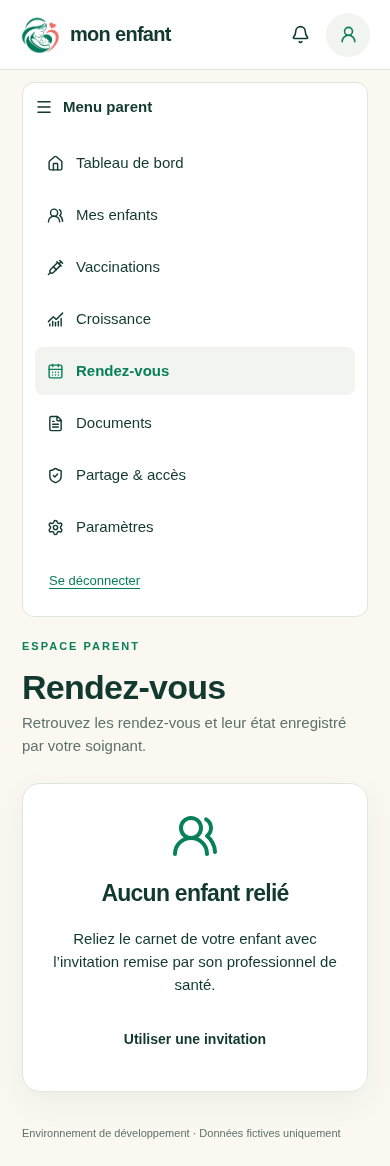 mon enfant
Menu parent
Tableau de bord
Mes enfants
Vaccinations
Croissance
Rendez-vous
Documents
Partage & accès
Paramètres
Se déconnecter
ESPACE PARENT
Rendez-vous
Retrouvez les rendez-vous et leur état enregistré
par votre soignant.
Aucun enfant relié
Reliez le carnet de votre enfant avec
l’invitation remise par son professionnel de
santé.
Utiliser une invitation
Environnement de développement · Données fictives uniquement